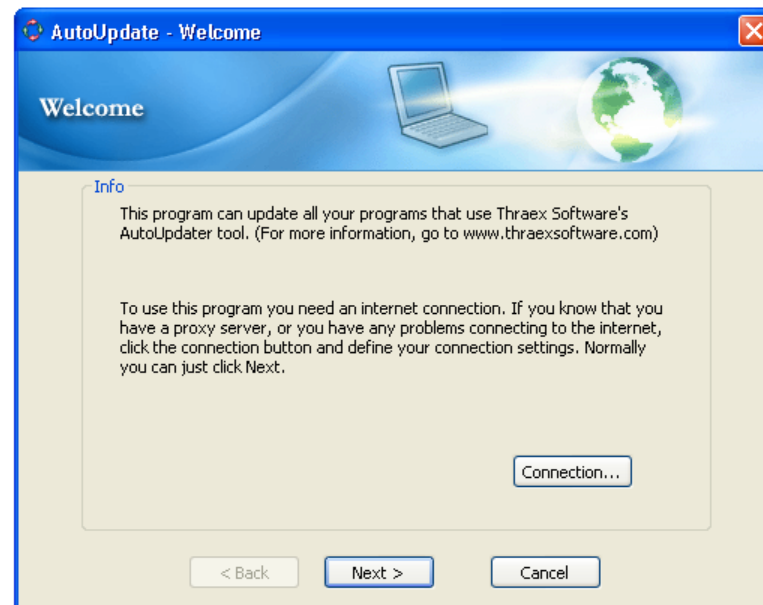 AutoUpdate - Welcome
Welcome
Info
This program can update all your programs that use Thraex Software's
AutoUpdater tool. (For more information, go to www.thraexsoftware.com)
To use this program you need an internet connection. If you know that you
have a proxy server, or you have any problems connecting to the internet,
click the connection button and define your connection settings. Normally
you can just click Next.
Connection...
< Back
Next >
Cancel